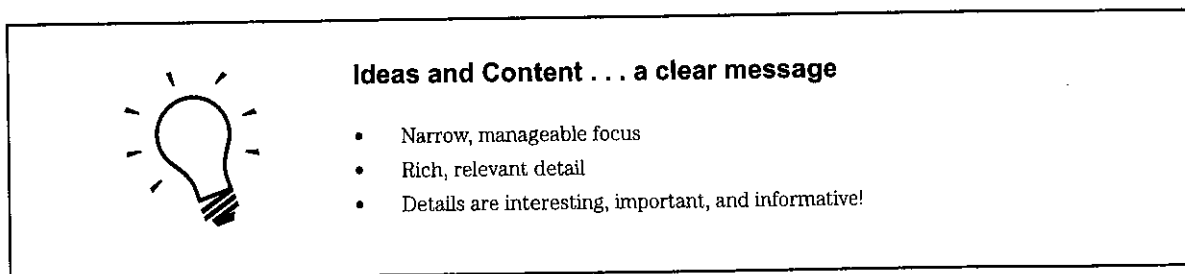 Ideas and Content . . . a clear message
• Narrow, manageable focus
• Rich, relevant detail
• Details are interesting, important, and informative!